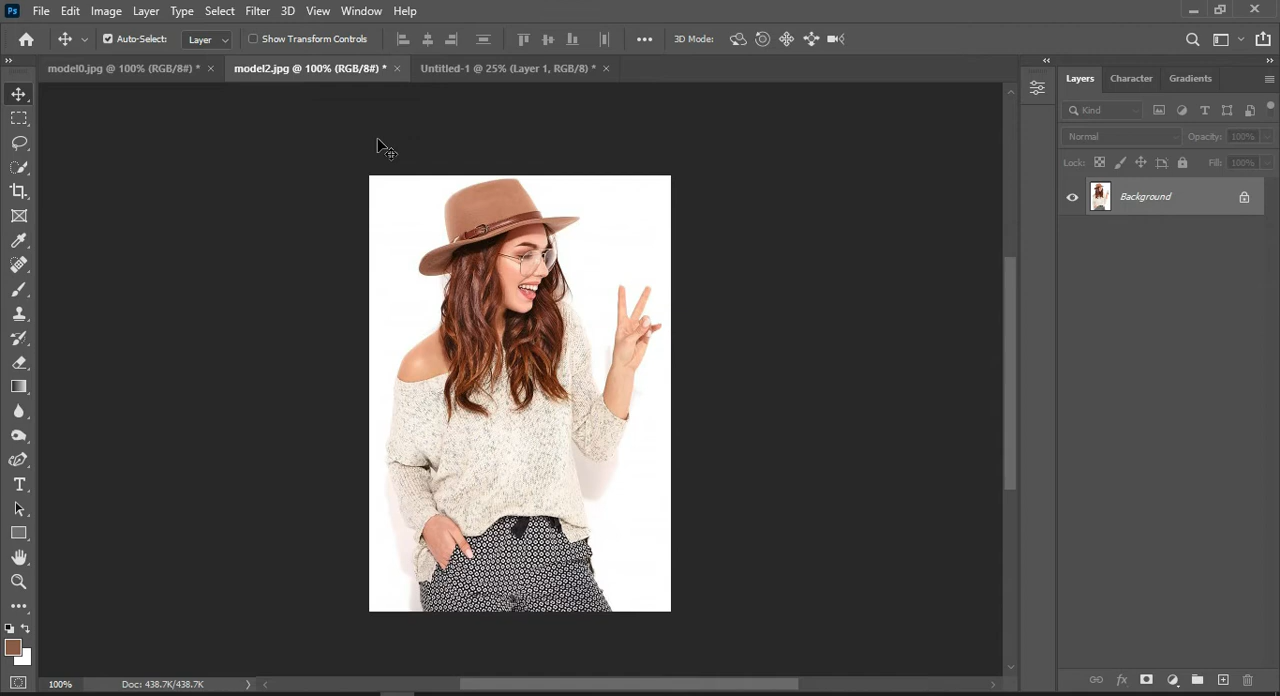 Ps File Edit Image Layer Type Select Filter 3D View Window Help
Auto-Select: Layer Show Transform Controls 3D Mode:
model0.jpg @ 100% (RGB/8#) * model2.jpg @ 100% (RGB/8#) * Untitled-1 @ 25% (Layer 1, RGB/8) *
Layers Character Gradients
Kind
Normal Opacity: 100%
Lock: Fill: 100%
Background
100% Doc: 438.7K/438.7K